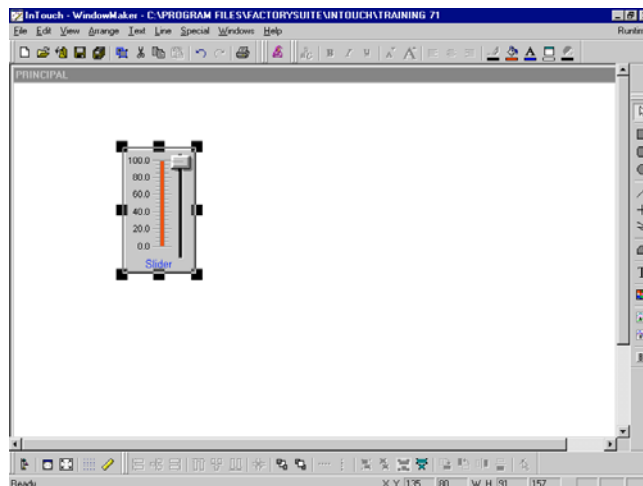 InTouch - WindowMaker - C:\PROGRAM FILES\FACTORYSUITE\INTOUCH\TRAINING 71
File Edit View Arrange Text Line Special Windows Help Runtim
PRINCIPAL
100.0
80.0
60.0
40.0
20.0
0.0
Slider
Ready X, Y 135 80 W, H 91 157